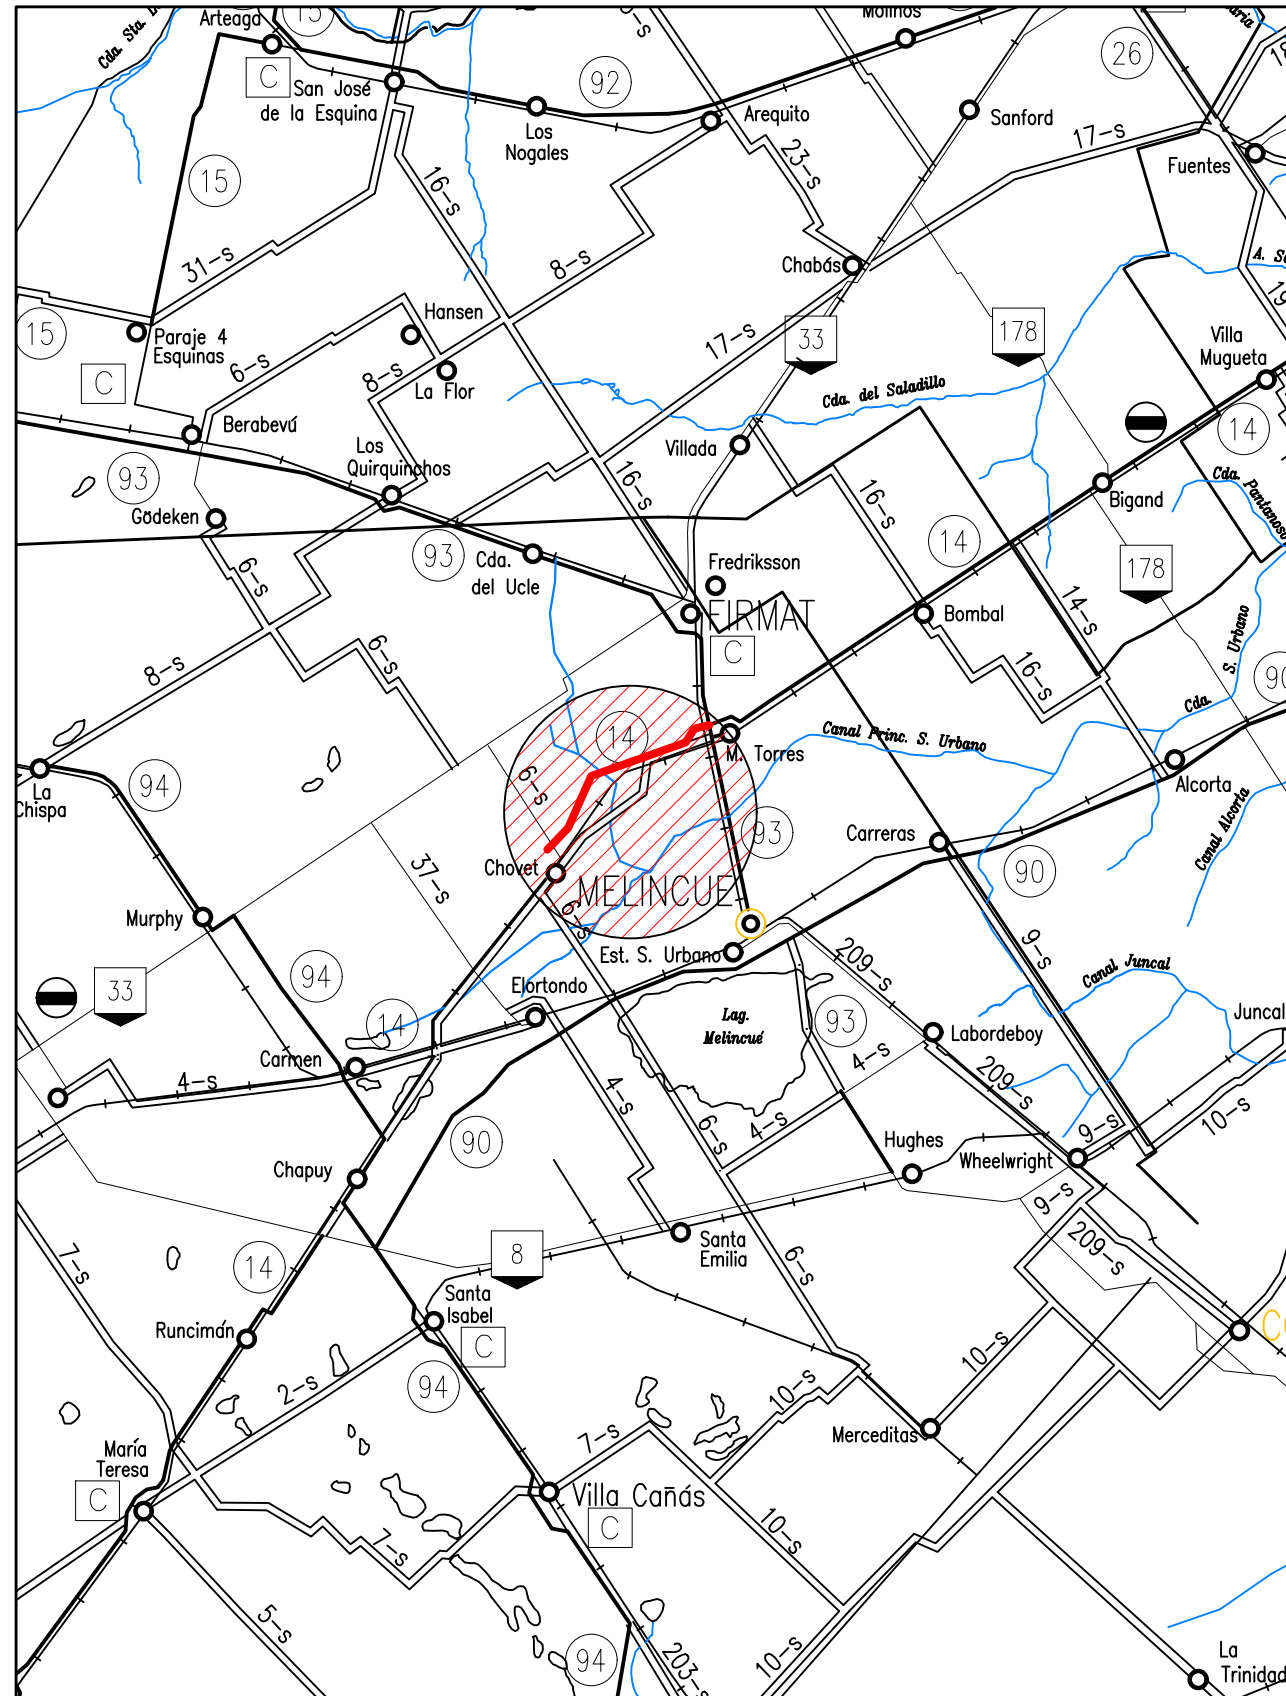 Arteaga
15
Molinos
Cda. Sta.
C
San José
de la Esquina
92
26
Los
Nogales
Arequito
Sanford
17-s
23-s
Fuentes
15
16-s
31-s
8-s
Chabás
15
Paraje 4
Esquinas
Hansen
17-s
33
178
Villa
Mugueta
6-s
8-s
La Flor
C
Cda. del Saladillo
Berabevú
Los
Quirquinchos
Villada
14
93
16-s
16-s
Bigand
Cda. Pantanoso
Gödeken
93
Cda.
del Ucle
14
178
Fredriksson
6-s
FIRMAT
Bombal
14-s
C
S. Urbano
8-s
6-s
16-s
90
Cda.
14
Canal Princ. S. Urbano
M. Torres
La
Chispa
94
6-s
Alcorta
93
Carreras
Canal Alcorta
37-s
Chovet
MELINCUE
90
Murphy
6-s
Est. S. Urbano
209-s
9-s
Canal Juncal
33
94
Elortondo
14
Lag.
Melincué
93
Labordeboy
Juncal
Carmen
4-s
4-s
4-s
209-s
90
6-s
4-s
9-s
10-s
Hughes
Wheelwright
Chapuy
9-s
7-s
14
8
Santa
Emilia
6-s
209-s
Santa
Isabel
Runcimán
C
10-s
94
2-s
10-s
María
Teresa
7-s
Merceditas
C
Villa Cañás
C
10-s
7-s
5-s
94
203-s
10-s
La
Trinidad